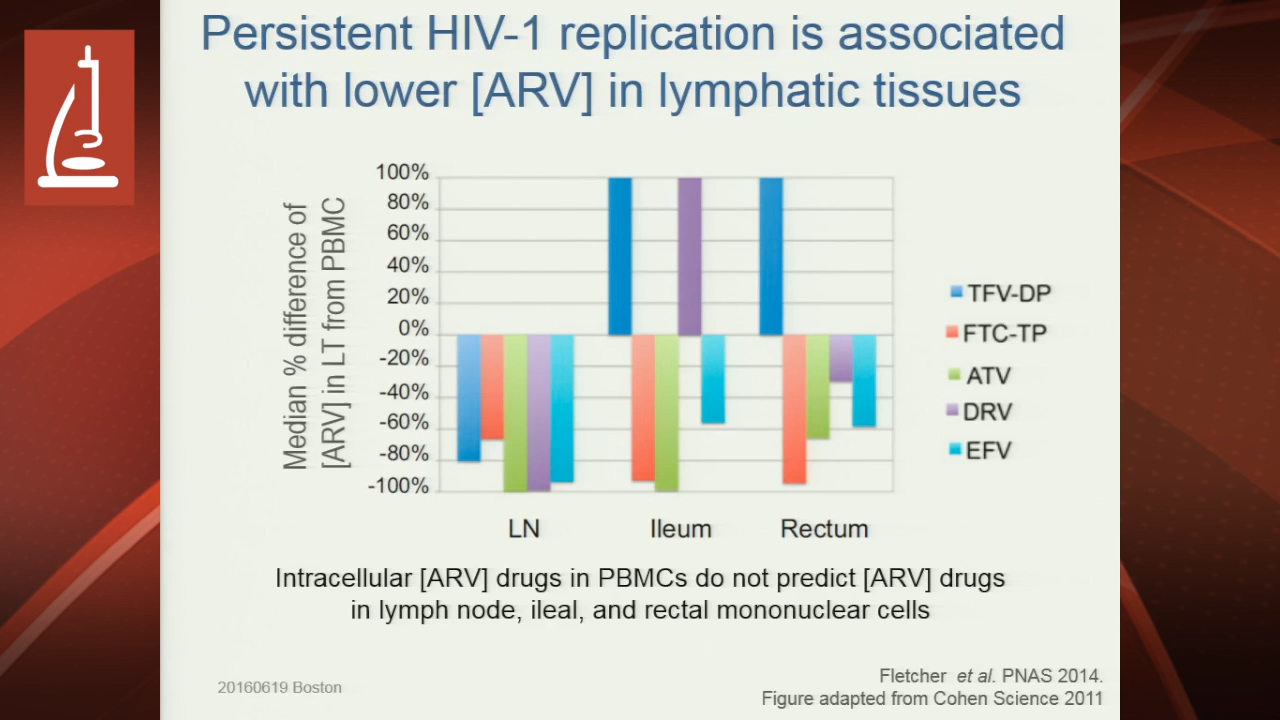 Persistent HIV-1 replication is associated
with lower [ARV] in lymphatic tissues
Median % difference of
[ARV] in LT from PBMC
100%
80%
60%
40%
20%
0%
-20%
-40%
-60%
-80%
-100%
LN
Ileum
Rectum
TFV-DP
FTC-TP
ATV
DRV
EFV
Intracellular [ARV] drugs in PBMCs do not predict [ARV] drugs
in lymph node, ileal, and rectal mononuclear cells
20160619 Boston
Fletcher et al. PNAS 2014.
Figure adapted from Cohen Science 2011